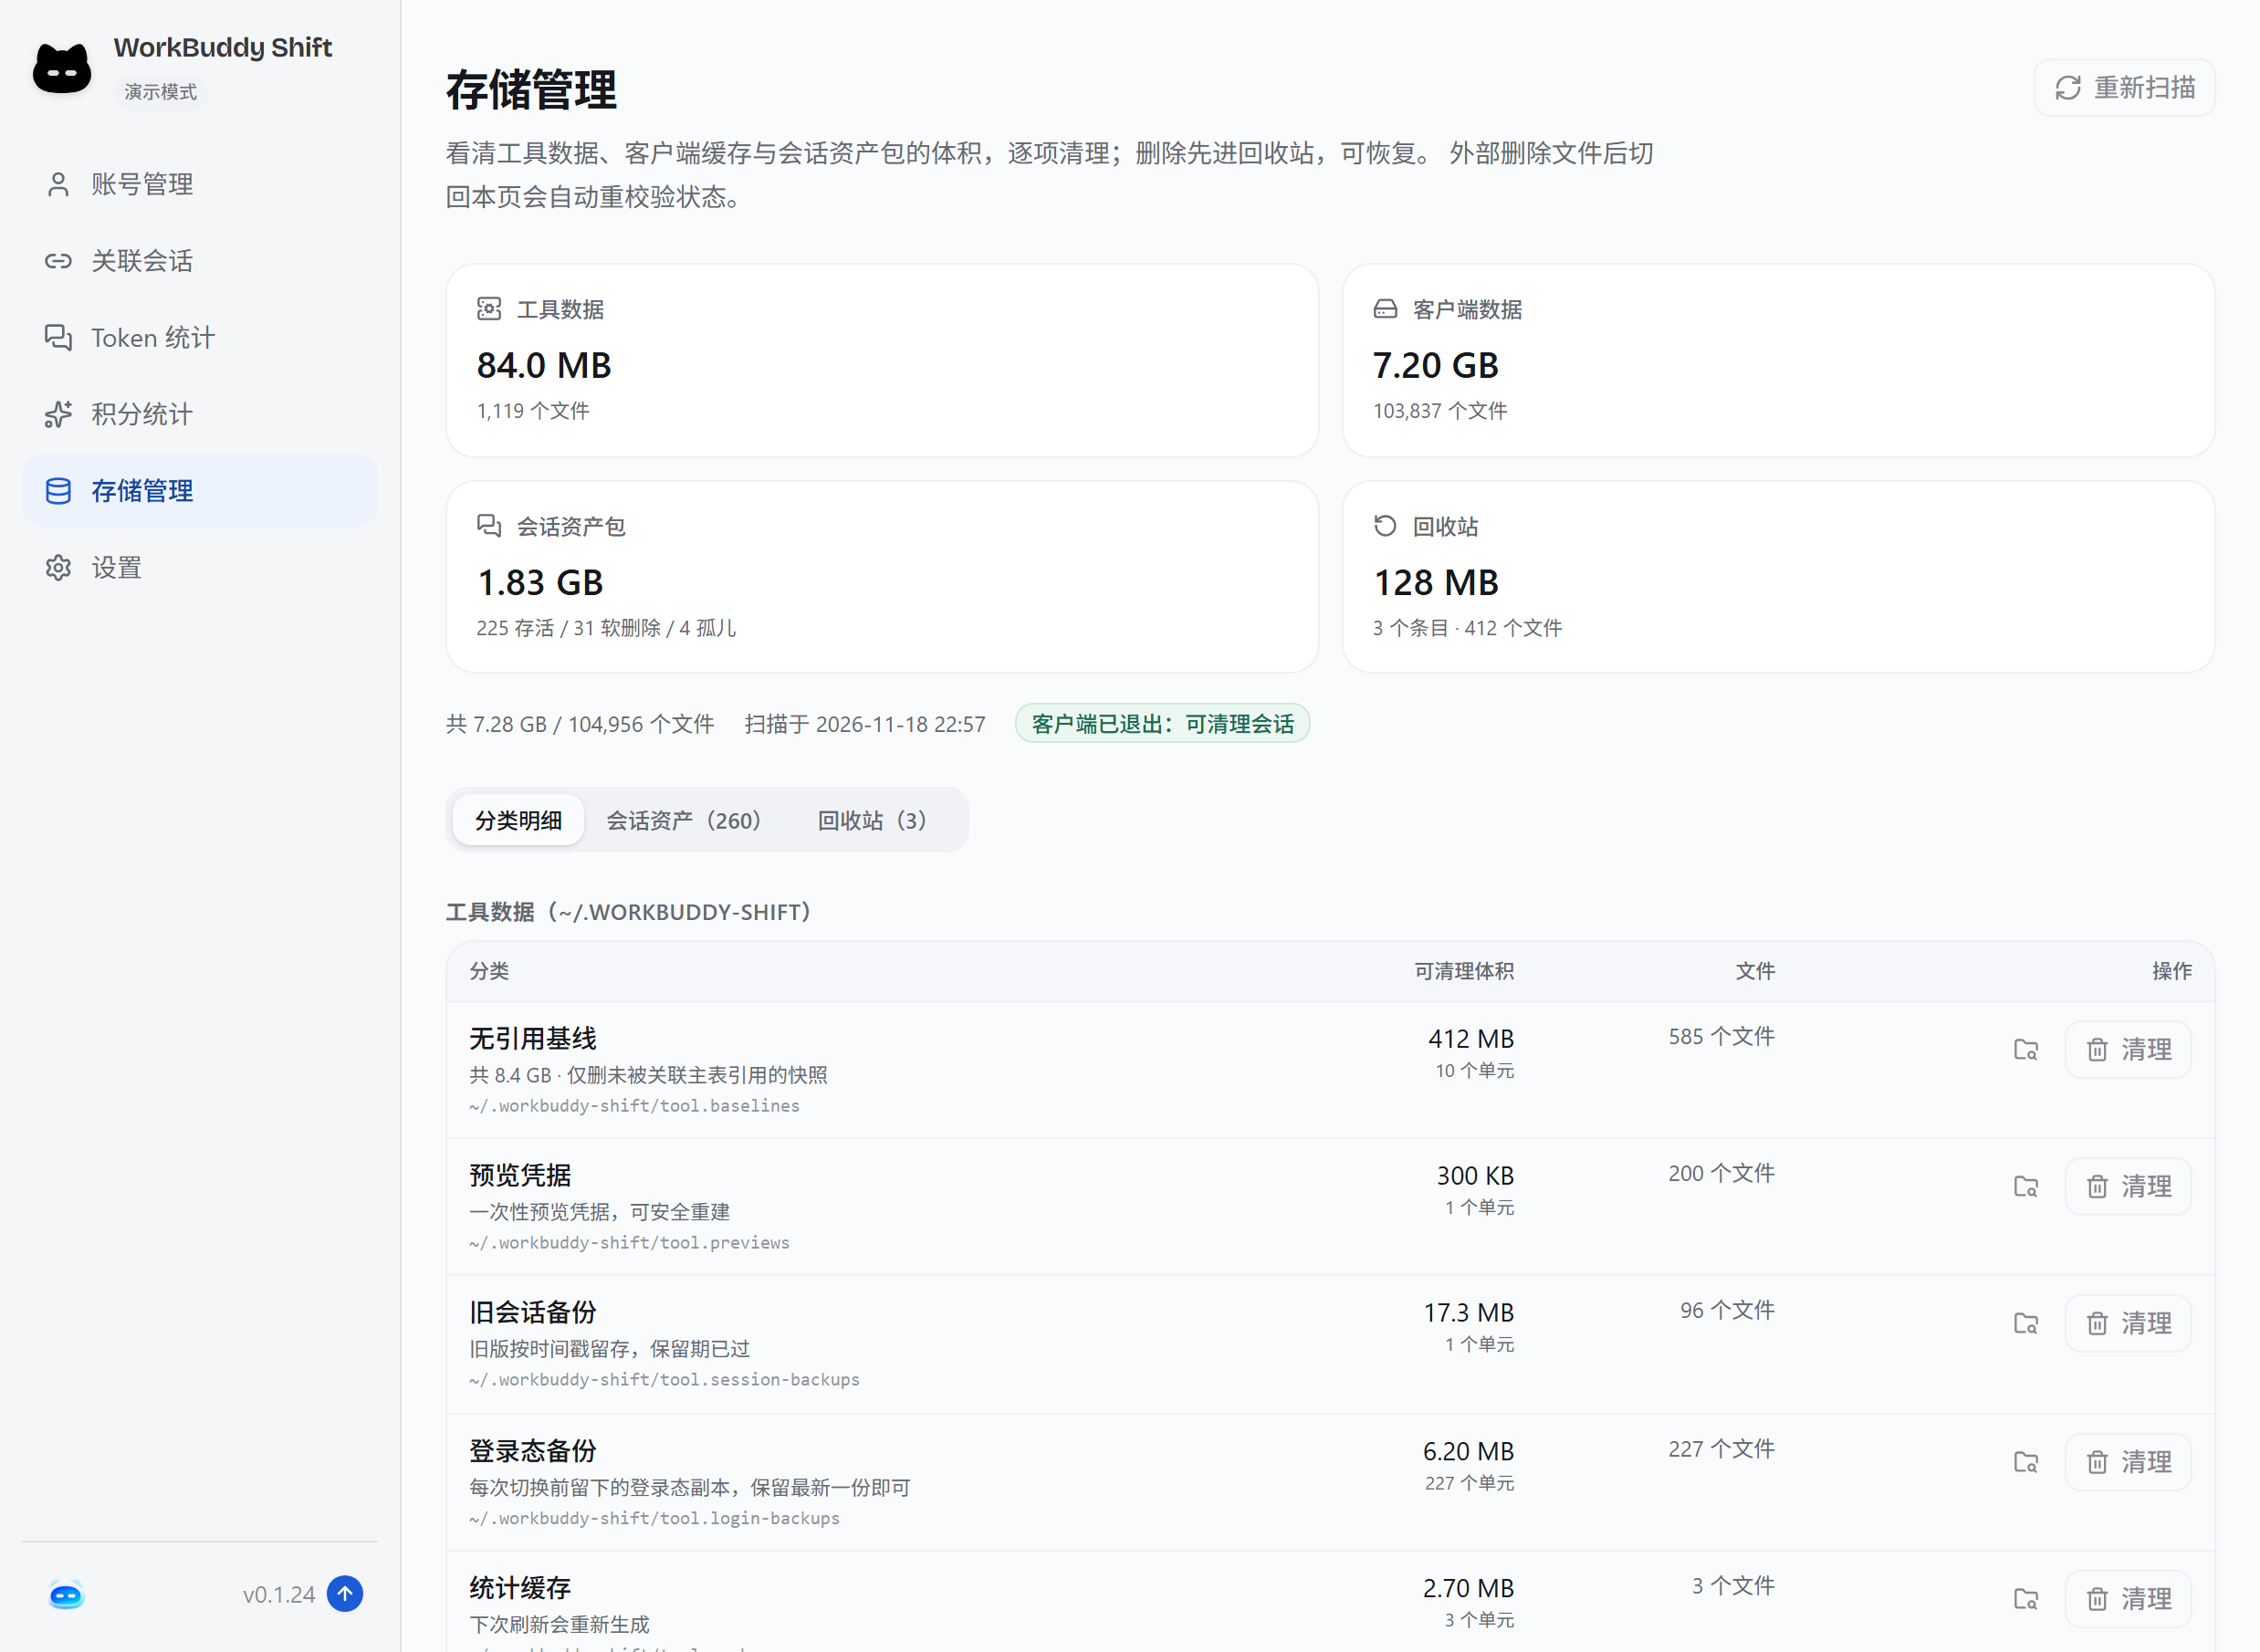 WorkBuddy Shift
演示模式
账号管理
关联会话
Token 统计
积分统计
存储管理
设置
v0.1.24
存储管理
重新扫描
看清工具数据、客户端缓存与会话资产包的体积，逐项清理；删除先进回收站，可恢复。 外部删除文件后切
回本页会自动重校验状态。
工具数据
84.0 MB
1,119 个文件
客户端数据
7.20 GB
103,837 个文件
会话资产包
1.83 GB
225 存活 / 31 软删除 / 4 孤儿
回收站
128 MB
3 个条目 · 412 个文件
共 7.28 GB / 104,956 个文件 扫描于 2026-11-18 22:57 客户端已退出：可清理会话
分类明细 会话资产（260） 回收站（3）
工具数据（~/.WORKBUDDY-SHIFT）
分类 可清理体积 文件 操作
无引用基线 412 MB 585 个文件 清理
共 8.4 GB · 仅删未被关联主表引用的快照 10 个单元
~/.workbuddy-shift/tool.baselines
预览凭据 300 KB 200 个文件 清理
一次性预览凭据，可安全重建 1 个单元
~/.workbuddy-shift/tool.previews
旧会话备份 17.3 MB 96 个文件 清理
旧版按时间戳留存，保留期已过 1 个单元
~/.workbuddy-shift/tool.session-backups
登录态备份 6.20 MB 227 个文件 清理
每次切换前留下的登录态副本，保留最新一份即可 227 个单元
~/.workbuddy-shift/tool.login-backups
统计缓存 2.70 MB 3 个文件 清理
下次刷新会重新生成 3 个单元